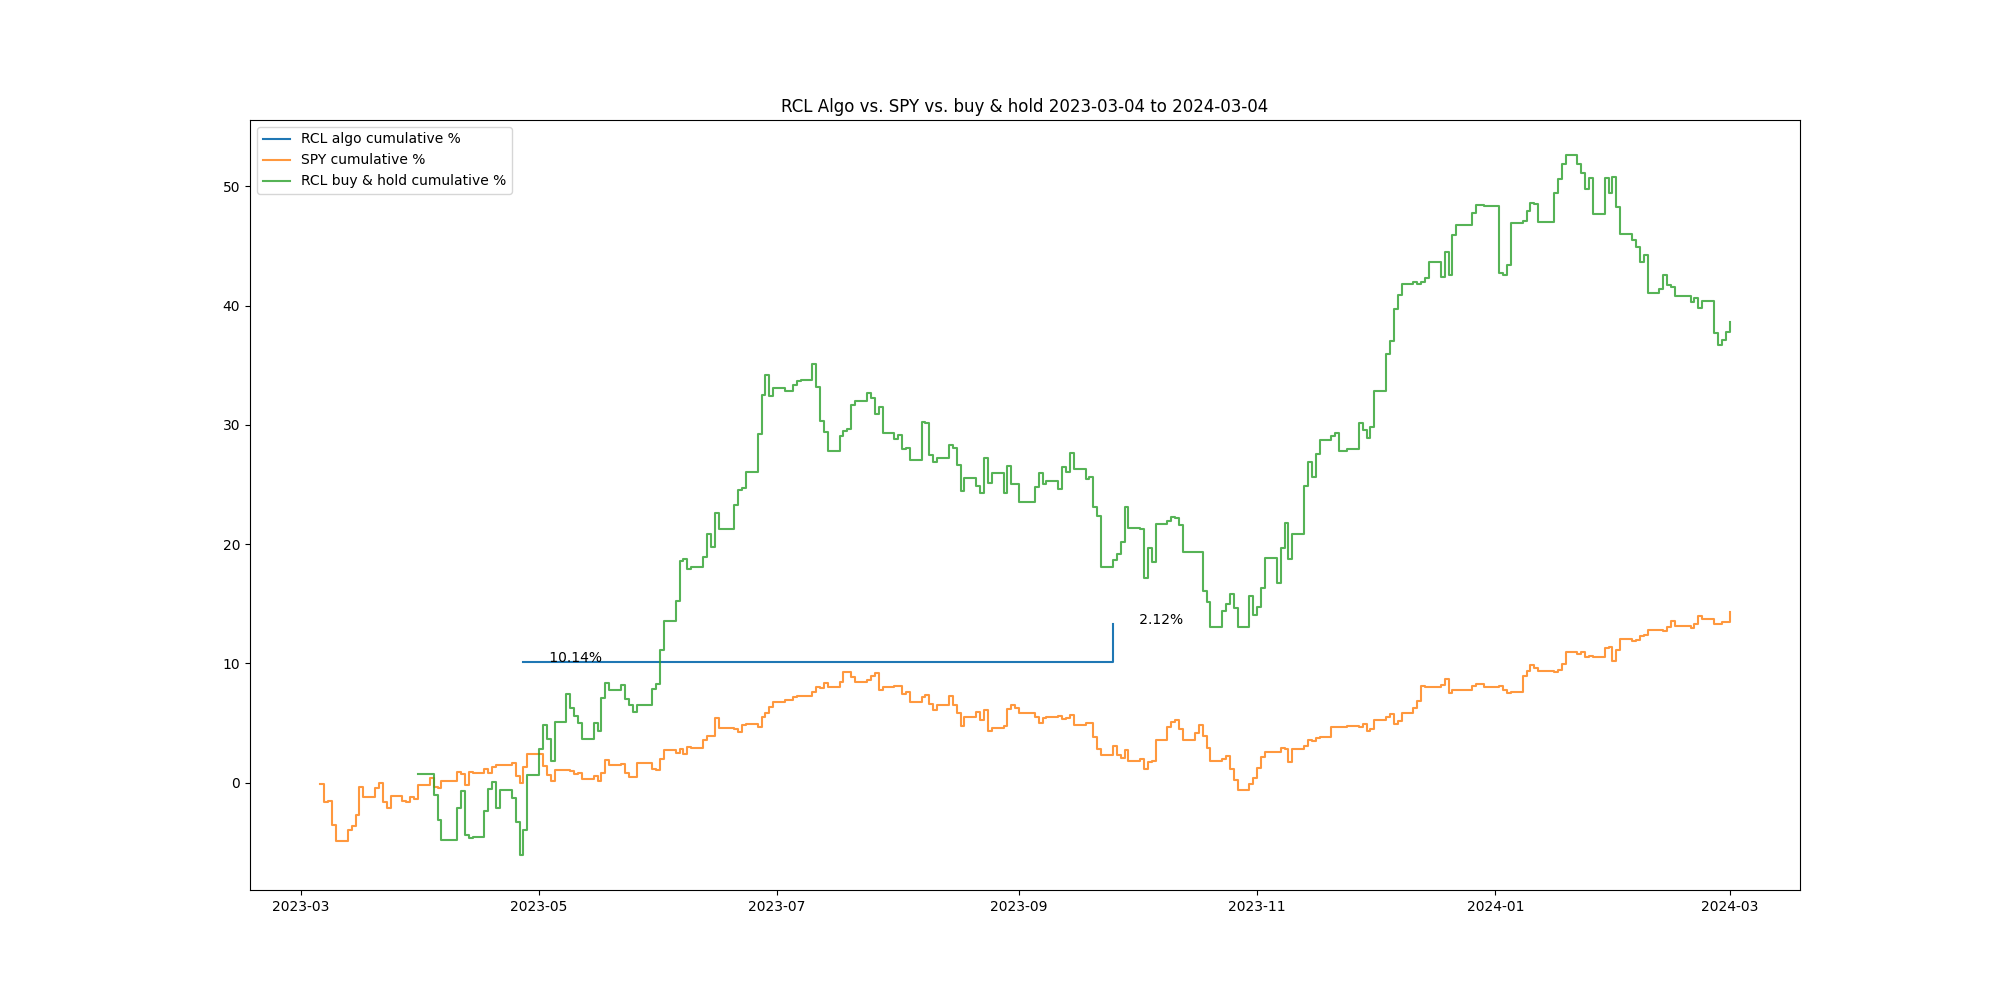 RCL Algo vs. SPY vs. buy & hold 2023-03-04 to 2024-03-04
RCL algo cumulative %
SPY cumulative %
RCL buy & hold cumulative %
50
40
30
20
10
0
10.14%
2.12%
2023-03 2023-05 2023-07 2023-09 2023-11 2024-01 2024-03